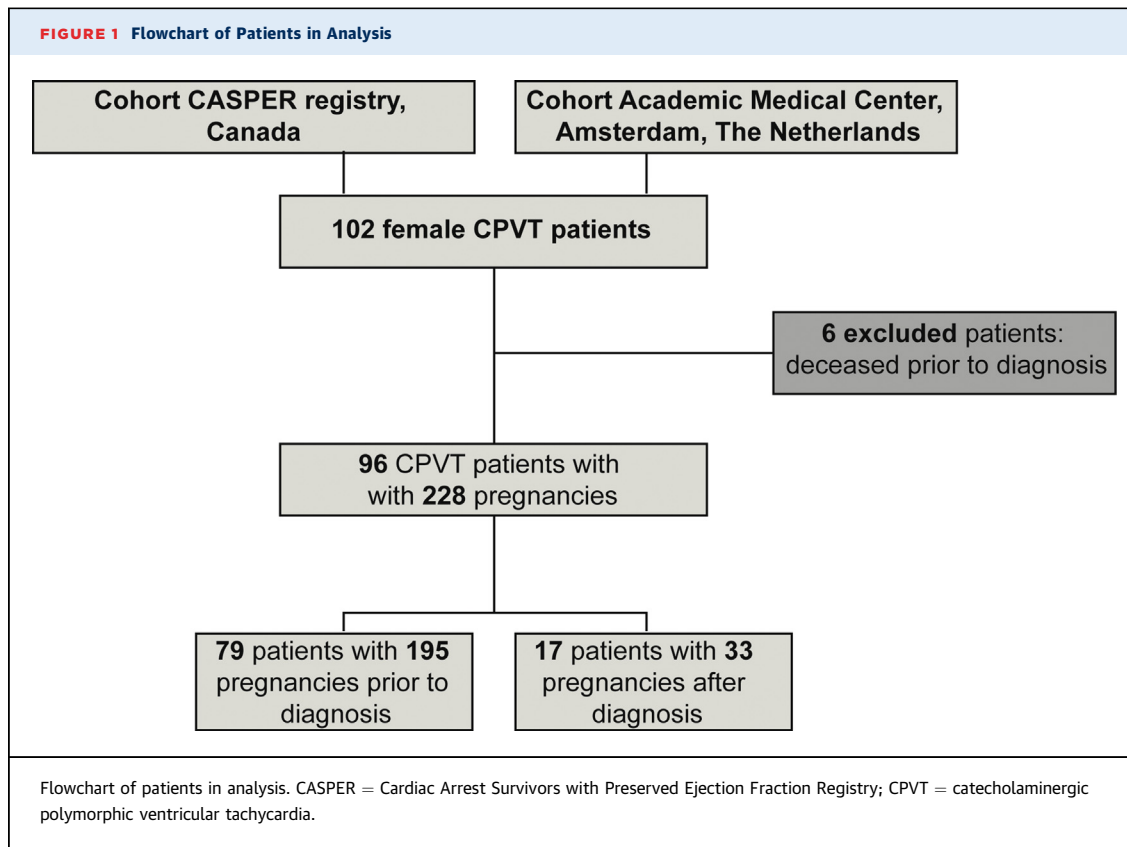 FIGURE 1 Flowchart of Patients in Analysis
Cohort CASPER registry,
Canada
Cohort Academic Medical Center,
Amsterdam, The Netherlands
102 female CPVT patients
6 excluded patients:
deceased prior to diagnosis
96 CPVT patients with
with 228 pregnancies
79 patients with 195
pregnancies prior to
diagnosis
17 patients with 33
pregnancies after
diagnosis
Flowchart of patients in analysis. CASPER = Cardiac Arrest Survivors with Preserved Ejection Fraction Registry; CPVT = catecholaminergic
polymorphic ventricular tachycardia.